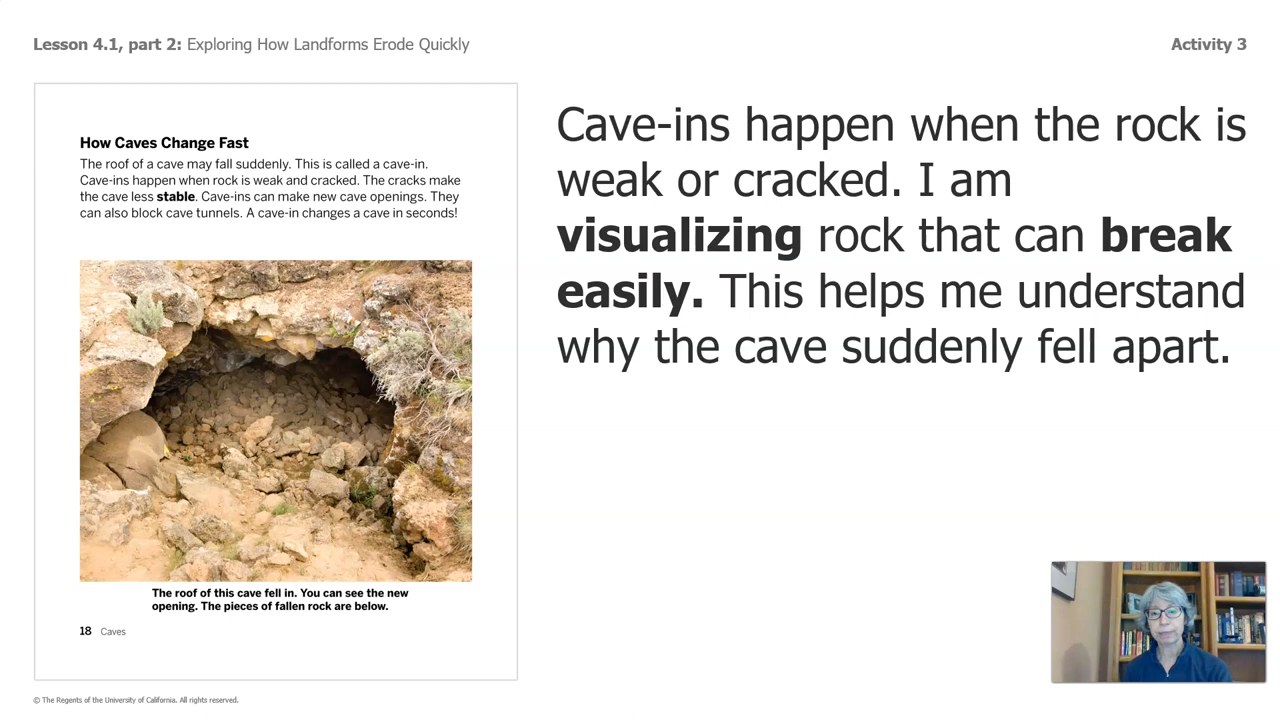 Lesson 4.1, part 2: Exploring How Landforms Erode Quickly
Activity 3
How Caves Change Fast
The roof of a cave may fall suddenly. This is called a cave-in.
Cave-ins happen when rock is weak and cracked. The cracks make
the cave less stable. Cave-ins can make new cave openings. They
can also block cave tunnels. A cave-in changes a cave in seconds!
The roof of this cave fell in. You can see the new
opening. The pieces of fallen rock are below.
18 Caves
Cave-ins happen when the rock is
weak or cracked. I am
visualizing rock that can break
easily. This helps me understand
why the cave suddenly fell apart.
© The Regents of the University of California. All rights reserved.